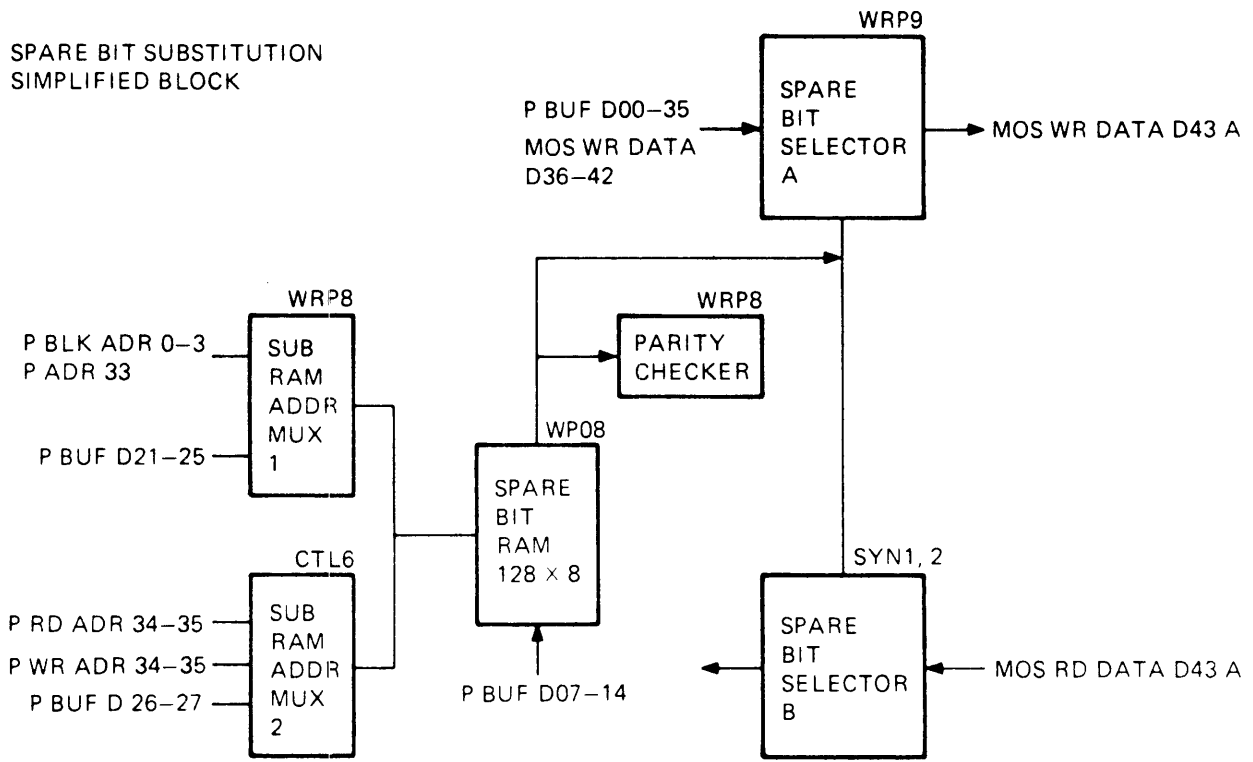 WRP9
SPARE BIT SUBSTITUTION
SIMPLIFIED BLOCK
SPARE
BIT
SELECTOR
A
P BUF D00–35
MOS WR DATA
D36–42
MOS WR DATA D43 A
WRP8
P BLK ADR 0–3
P ADR 33
P BUF D21–25
SUB
RAM
ADDR
MUX
1
WRP8
PARITY
CHECKER
WP08
SPARE
BIT
RAM
128 × 8
P BUF D07–14
CTL6
P RD ADR 34–35
P WR ADR 34–35
P BUF D 26–27
SUB
RAM
ADDR
MUX
2
SYN1, 2
SPARE
BIT
SELECTOR
B
MOS RD DATA D43 A